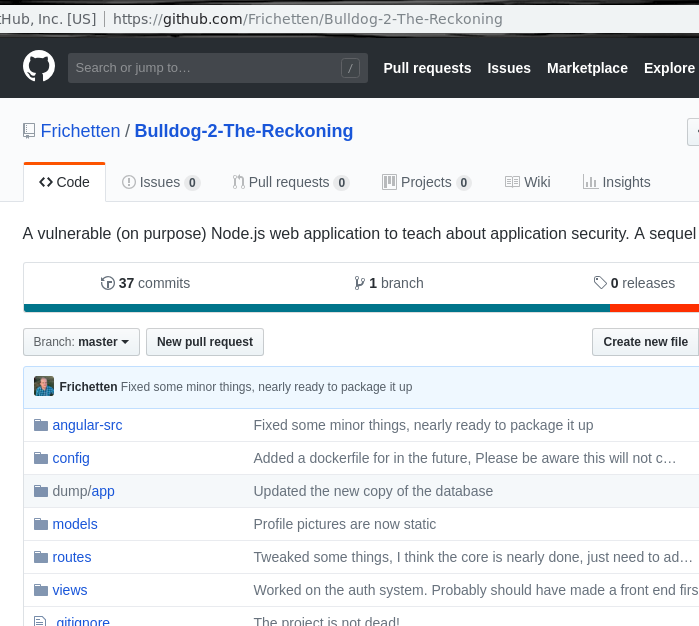 tHub, Inc. [US] https://github.com/Frichetten/Bulldog-2-The-Reckoning
Search or jump to… / Pull requests Issues Marketplace Explore
Frichetten / Bulldog-2-The-Reckoning
Code Issues 0 Pull requests 0 Projects 0 Wiki Insights
A vulnerable (on purpose) Node.js web application to teach about application security. A sequel
37 commits 1 branch 0 releases
Branch: master New pull request Create new file
Frichetten Fixed some minor things, nearly ready to package it up
angular-src Fixed some minor things, nearly ready to package it up
config Added a dockerfile for in the future, Please be aware this will not c…
dump/app Updated the new copy of the database
models Profile pictures are now static
routes Tweaked some things, I think the core is nearly done, just need to ad…
views Worked on the auth system. Probably should have made a front end firs
.gitignore The project is not dead!